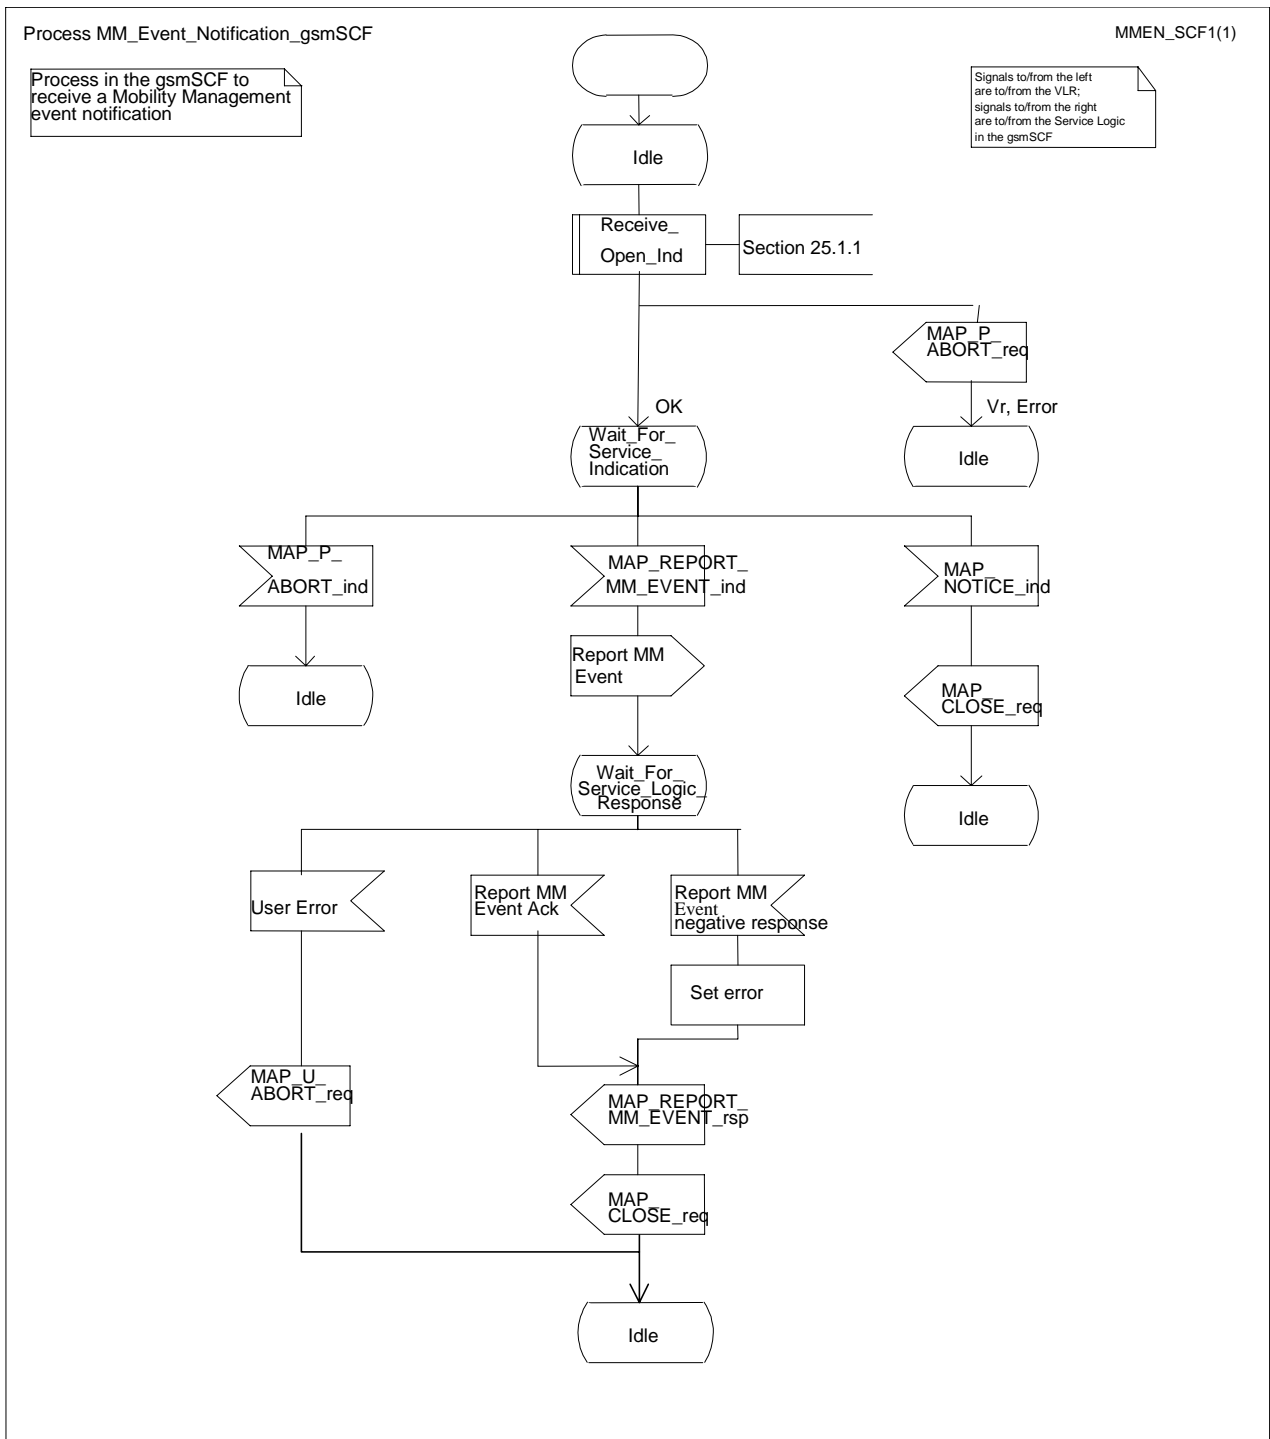 Process MM_Event_Notification_gsmSCF
MMEN_SCF1(1)
Process in the gsmSCF to
receive a Mobility Management
event notification
Signals to/from the left
are to/from the VLR;
signals to/from the right
are to/from the Service Logic
in the gsmSCF
Idle
Receive_
Open_Ind
Section 25.1.1
MAP_P_
ABORT_req
OK
Vr, Error
Wait_For_
Service_
Indication
Idle
MAP_P_
ABORT_ind
MAP_REPORT_
MM_EVENT_ind
MAP_
NOTICE_ind
Report MM
Event
Idle
MAP_
CLOSE_req
Wait_For_
Service_Logic_
Response
Idle
User Error
Report MM
Event Ack
Report MM
Event
negative response
Set error
MAP_U_
ABORT_req
MAP_REPORT_
MM_EVENT_rsp
MAP_
CLOSE_req
Idle